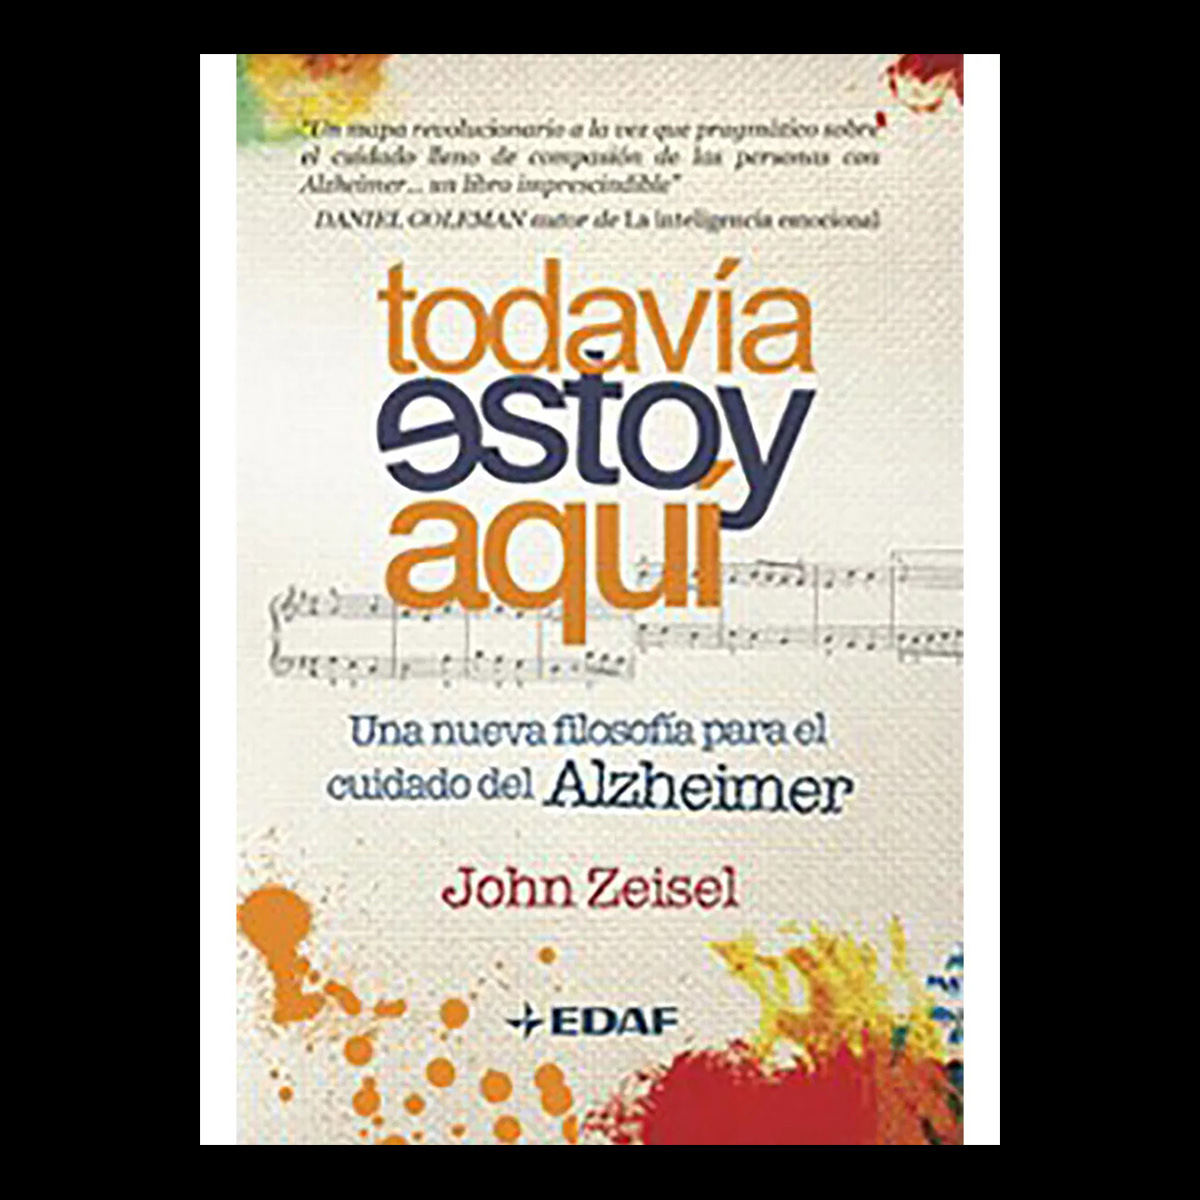 "Un mapa revolucionario a la vez que pragmático sobre
el cuidado lleno de compasión de las personas con
Alzheimer... un libro imprescindible"
DANIEL GOLEMAN autor de La inteligencia emocional
todavía
estoy
aquí
Una nueva filosofía para el
cuidado del Alzheimer
John Zeisel
EDAF